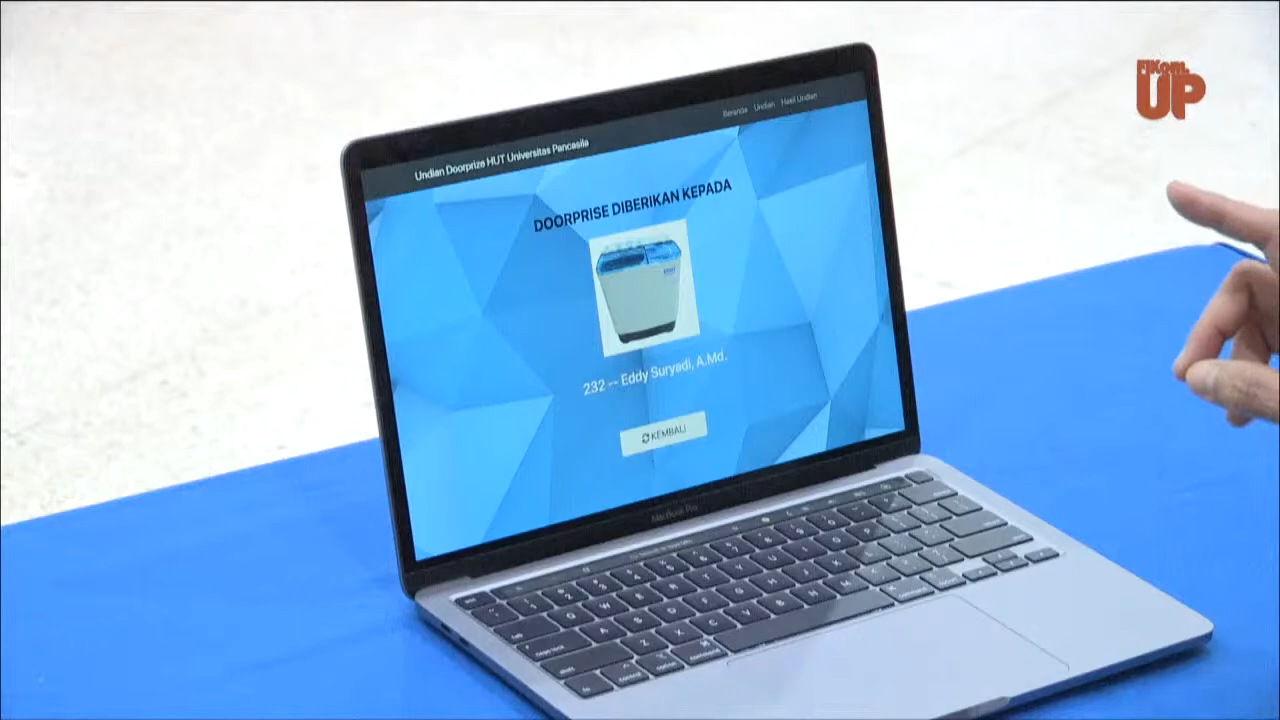 FIKom
UP
Beranda Undian Hasil Undian
Undian Doorprize HUT Universitas Pancasila
DOORPRISE DIBERIKAN KEPADA
232 -- Eddy Suryadi, A.Md.
KEMBALI
MacBook Pro